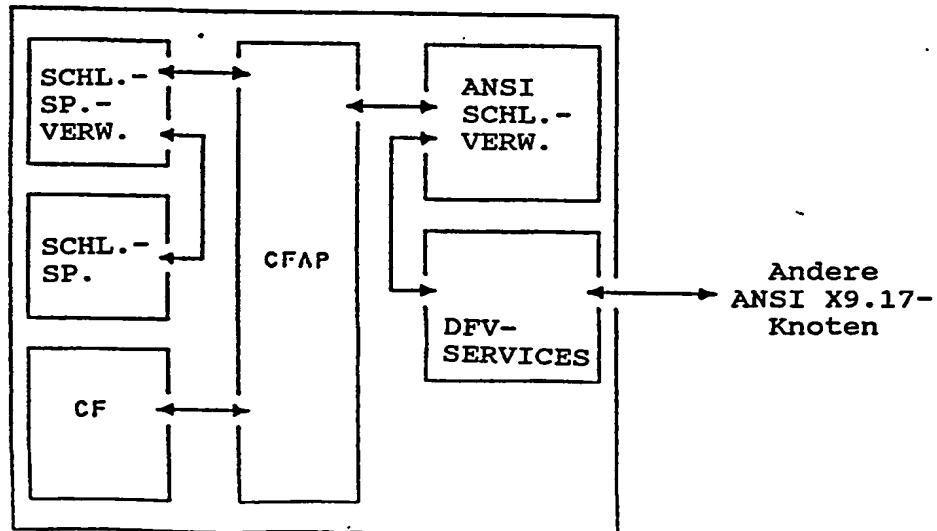 SCHL.-
SP.-
VERW.
SCHL.-
SP.
CF
CFAP
ANSI
SCHL.-
VERW.
DFV-
SERVICES
Andere
ANSI X9.17-
Knoten